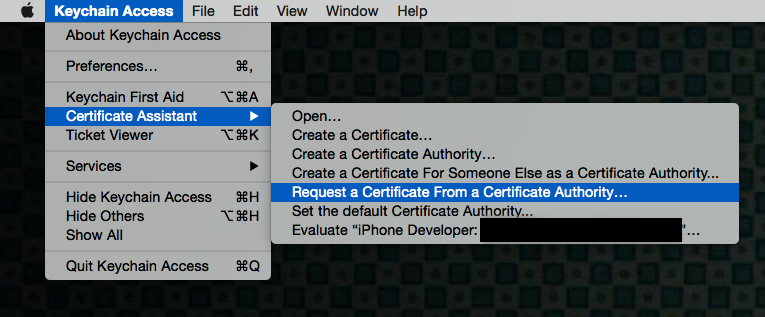 Keychain Access File Edit View Window Help
About Keychain Access
Preferences… ⌘,
Keychain First Aid ⌥⌘A
Certificate Assistant ▶
Ticket Viewer ⌥⌘K
Services ▶
Hide Keychain Access ⌘H
Hide Others ⌥⌘H
Show All
Quit Keychain Access ⌘Q
Open…
Create a Certificate…
Create a Certificate Authority…
Create a Certificate For Someone Else as a Certificate Authority...
Request a Certificate From a Certificate Authority…
Set the default Certificate Authority...
Evaluate “iPhone Developer: ”…